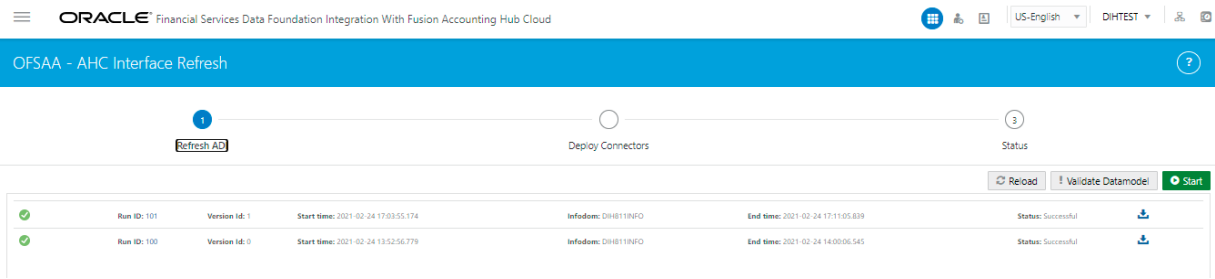 ORACLE® Financial Services Data Foundation Integration With Fusion Accounting Hub Cloud US-English DIHTEST
OFSAA - AHC Interface Refresh ?
1 3
Refresh ADI Deploy Connectors Status
Reload ! Validate Datamodel Start
Run ID: 101 Version Id: 1 Start time: 2021-02-24 17:03:55.174 Infodom: DIH811INFO End time: 2021-02-24 17:11:05.839 Status: Successful
Run ID: 100 Version Id: 0 Start time: 2021-02-24 13:52:56.779 Infodom: DIH811INFO End time: 2021-02-24 14:00:06.545 Status: Successful